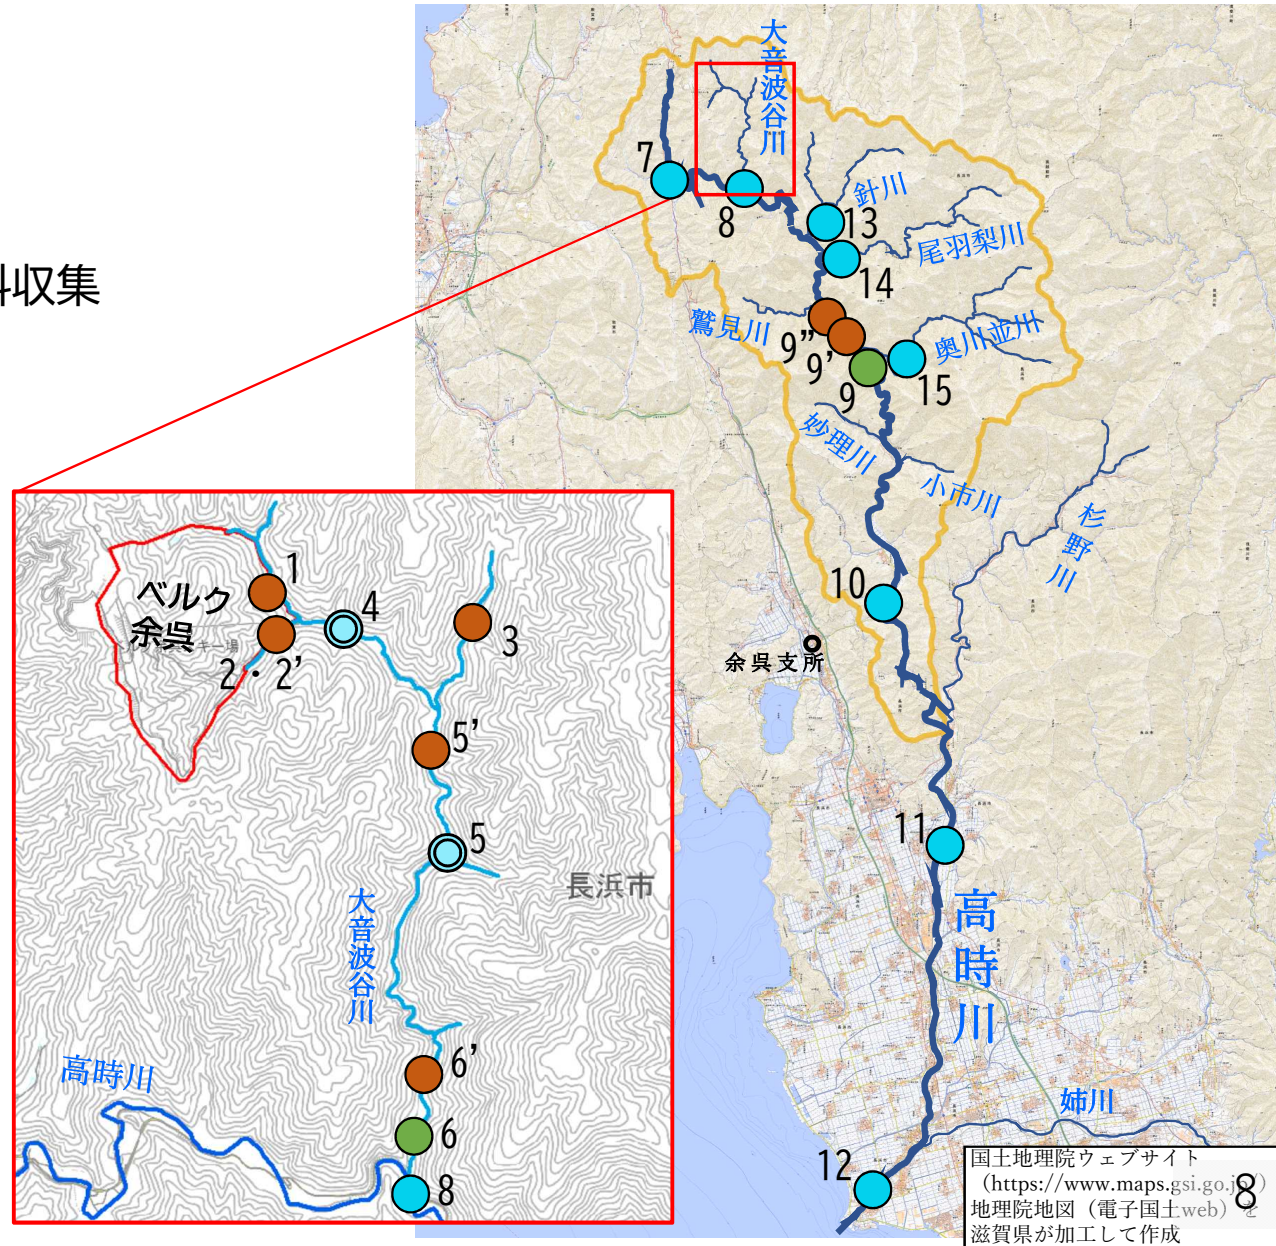 料収集
大音波谷川
7
8
針川
13
尾羽梨川
14
鷲見川
9”
9’
奥川並川
9
15
妙理川
小市川
杉野川
10
余呉支所
11
高時川
姉川
12
ベルク
余呉
スキー場
1
2・2’
4
3
5’
5
長浜市
大音波谷川
高時川
6’
6
8
国土地理院ウェブサイト
(https://www.maps.gsi.go.jp/)
地理院地図（電子国土web）を
滋賀県が加工して作成
8